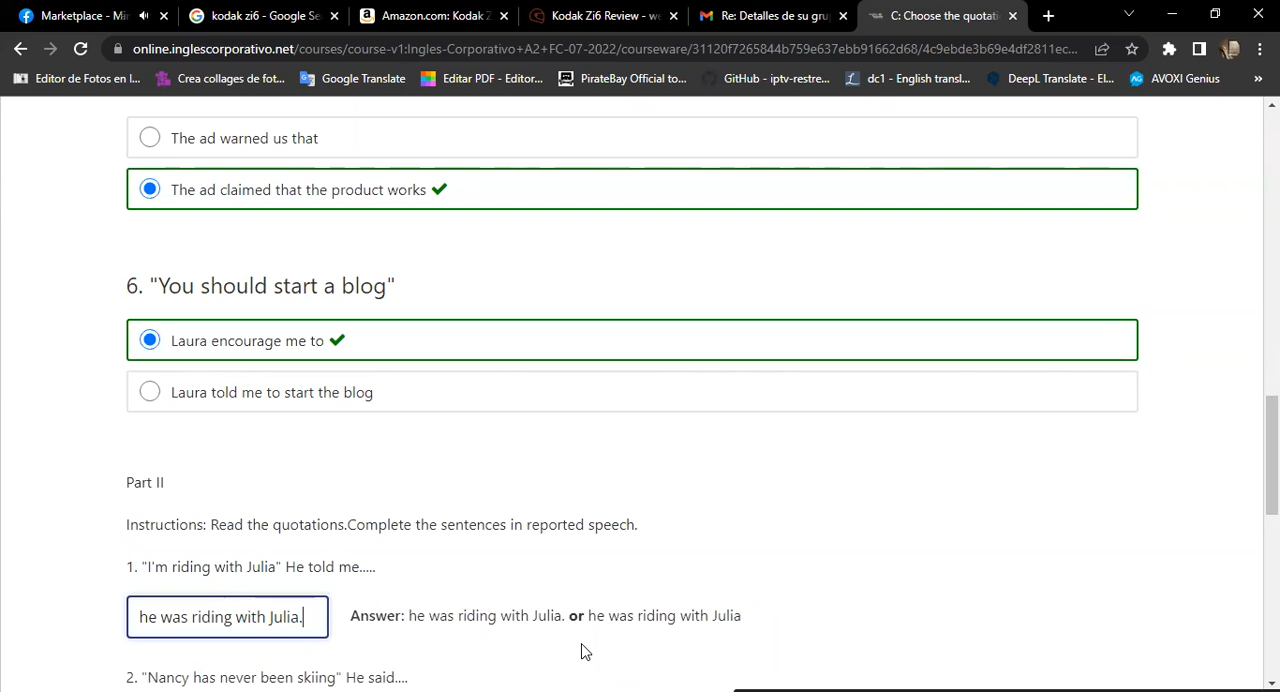 Marketplace - Mir
kodak zi6 - Google Se
Amazon.com: Kodak Z
Kodak Zi6 Review - we
Re: Detalles de su gru
C: Choose the quotati
online.inglescorporativo.net/courses/course-v1:Ingles-Corporativo+A2+FC-07-2022/courseware/31120f7265844b759e637ebb91662d68/4c9ebde3b69e4df2811ec...
Editor de Fotos en l...
Crea collages de fot...
Google Translate
Editar PDF - Editor...
PirateBay Official to...
GitHub - iptv-restre...
dc1 - English transl...
DeepL Translate - El...
AVOXI Genius
»
The ad warned us that
The ad claimed that the product works
6. "You should start a blog"
Laura encourage me to
Laura told me to start the blog
Part II
Instructions: Read the quotations.Complete the sentences in reported speech.
1. "I'm riding with Julia" He told me.....
he was riding with Julia.
Answer: he was riding with Julia. or he was riding with Julia
2. "Nancy has never been skiing" He said....